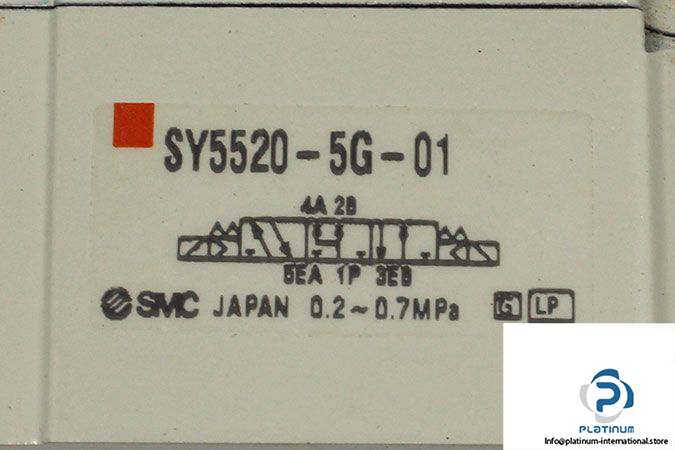 SY5520-5G-01
4A 2B
5EA 1P 3EB
SMC JAPAN 0.2~0.7MPa G LP
P
PLATINUM
Info@platinum-international.store